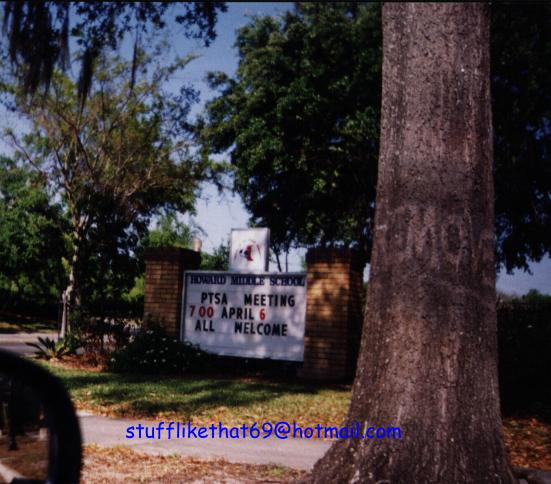 HOWARD MIDDLE SCHOOL
PTSA MEETING
7 00 APRIL 6
ALL WELCOME
stufflikethat69@hotmail.com